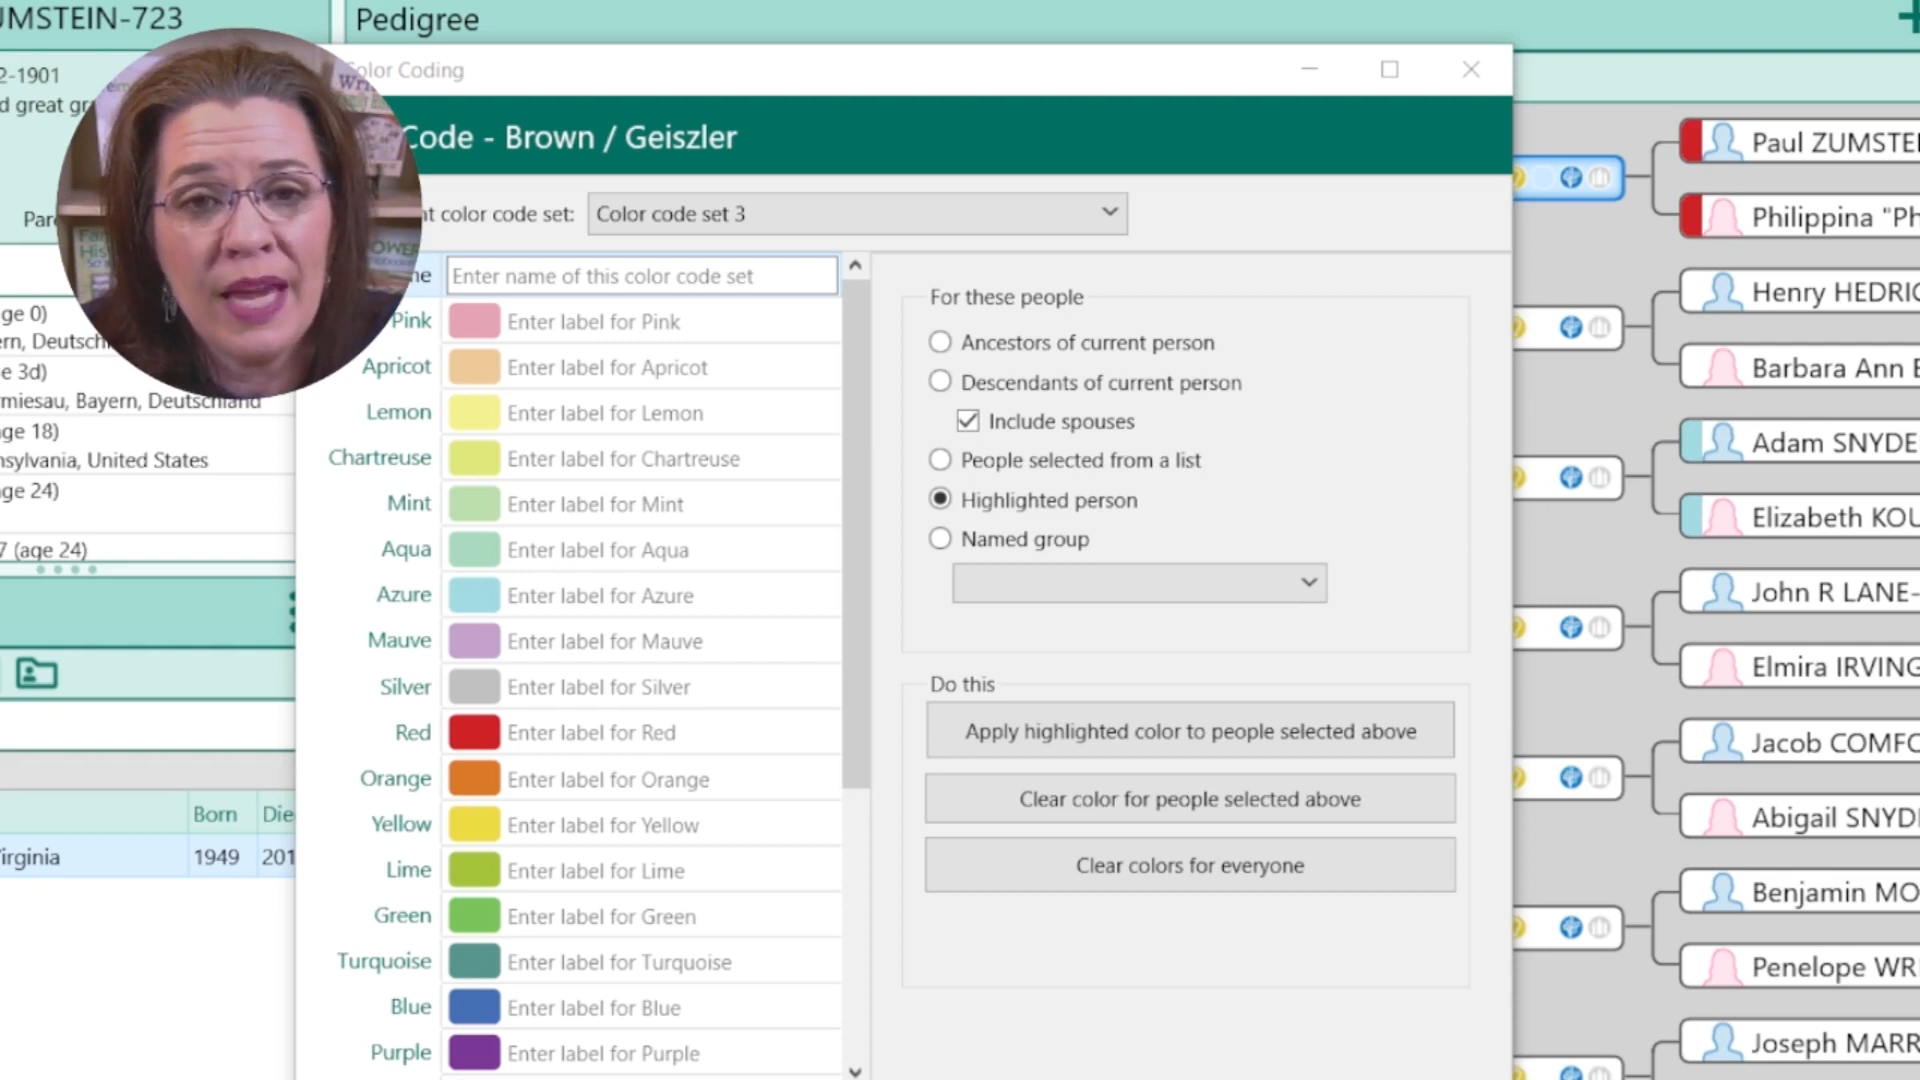 UMSTEIN-723
Pedigree
2-1901
d great gr
Color Coding
Code - Brown / Geiszler
nt color code set:
Color code set 3
Enter name of this color code set
Pink Enter label for Pink
Apricot Enter label for Apricot
Lemon Enter label for Lemon
Chartreuse Enter label for Chartreuse
Mint Enter label for Mint
Aqua Enter label for Aqua
Azure Enter label for Azure
Mauve Enter label for Mauve
Silver Enter label for Silver
Red Enter label for Red
Orange Enter label for Orange
Yellow Enter label for Yellow
Lime Enter label for Lime
Green Enter label for Green
Turquoise Enter label for Turquoise
Blue Enter label for Blue
Purple Enter label for Purple
For these people
Ancestors of current person
Descendants of current person
Include spouses
People selected from a list
Highlighted person
Named group
Do this
Apply highlighted color to people selected above
Clear color for people selected above
Clear colors for everyone
ge 0)
ern, Deutsch
e 3d)
rmiesau, Bayern, Deutschland
ge 18)
nsylvania, United States
ge 24)
7 (age 24)
Born Die
irginia 1949 201
Paul ZUMSTEI
Philippina "Ph
Henry HEDRIC
Barbara Ann E
Adam SNYDE
Elizabeth KOU
John R LANE-
Elmira IRVING
Jacob COMFO
Abigail SNYD
Benjamin MO
Penelope WR
Joseph MARR